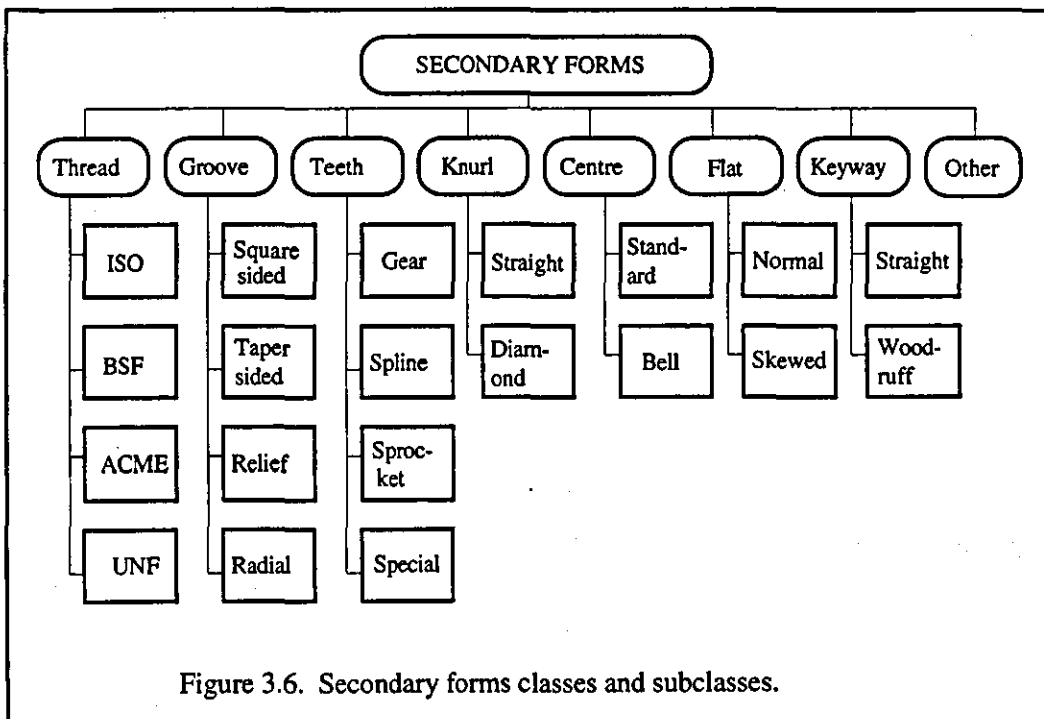 SECONDARY FORMS
Thread
Groove
Teeth
Knurl
Centre
Flat
Keyway
Other
ISO
Square
sided
Gear
Straight
Stand-
ard
Normal
Straight
BSF
Taper
sided
Spline
Diam-
ond
Bell
Skewed
Wood-
ruff
ACME
Relief
Sproc-
ket
UNF
Radial
Special
Figure 3.6. Secondary forms classes and subclasses.